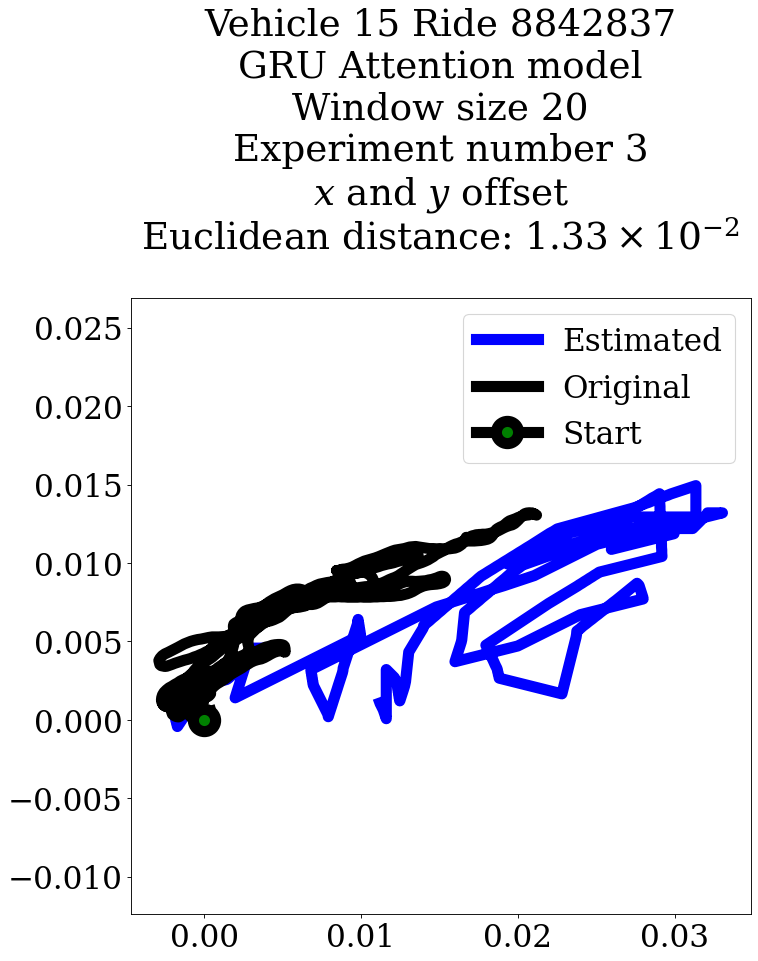 Vehicle 15 Ride 8842837
GRU Attention model
Window size 20
Experiment number 3
x and y offset
Euclidean distance: 1.33 × 10⁻²
Estimated
Original
Start
0.025
0.020
0.015
0.010
0.005
0.000
−0.005
−0.010
0.00 0.01 0.02 0.03